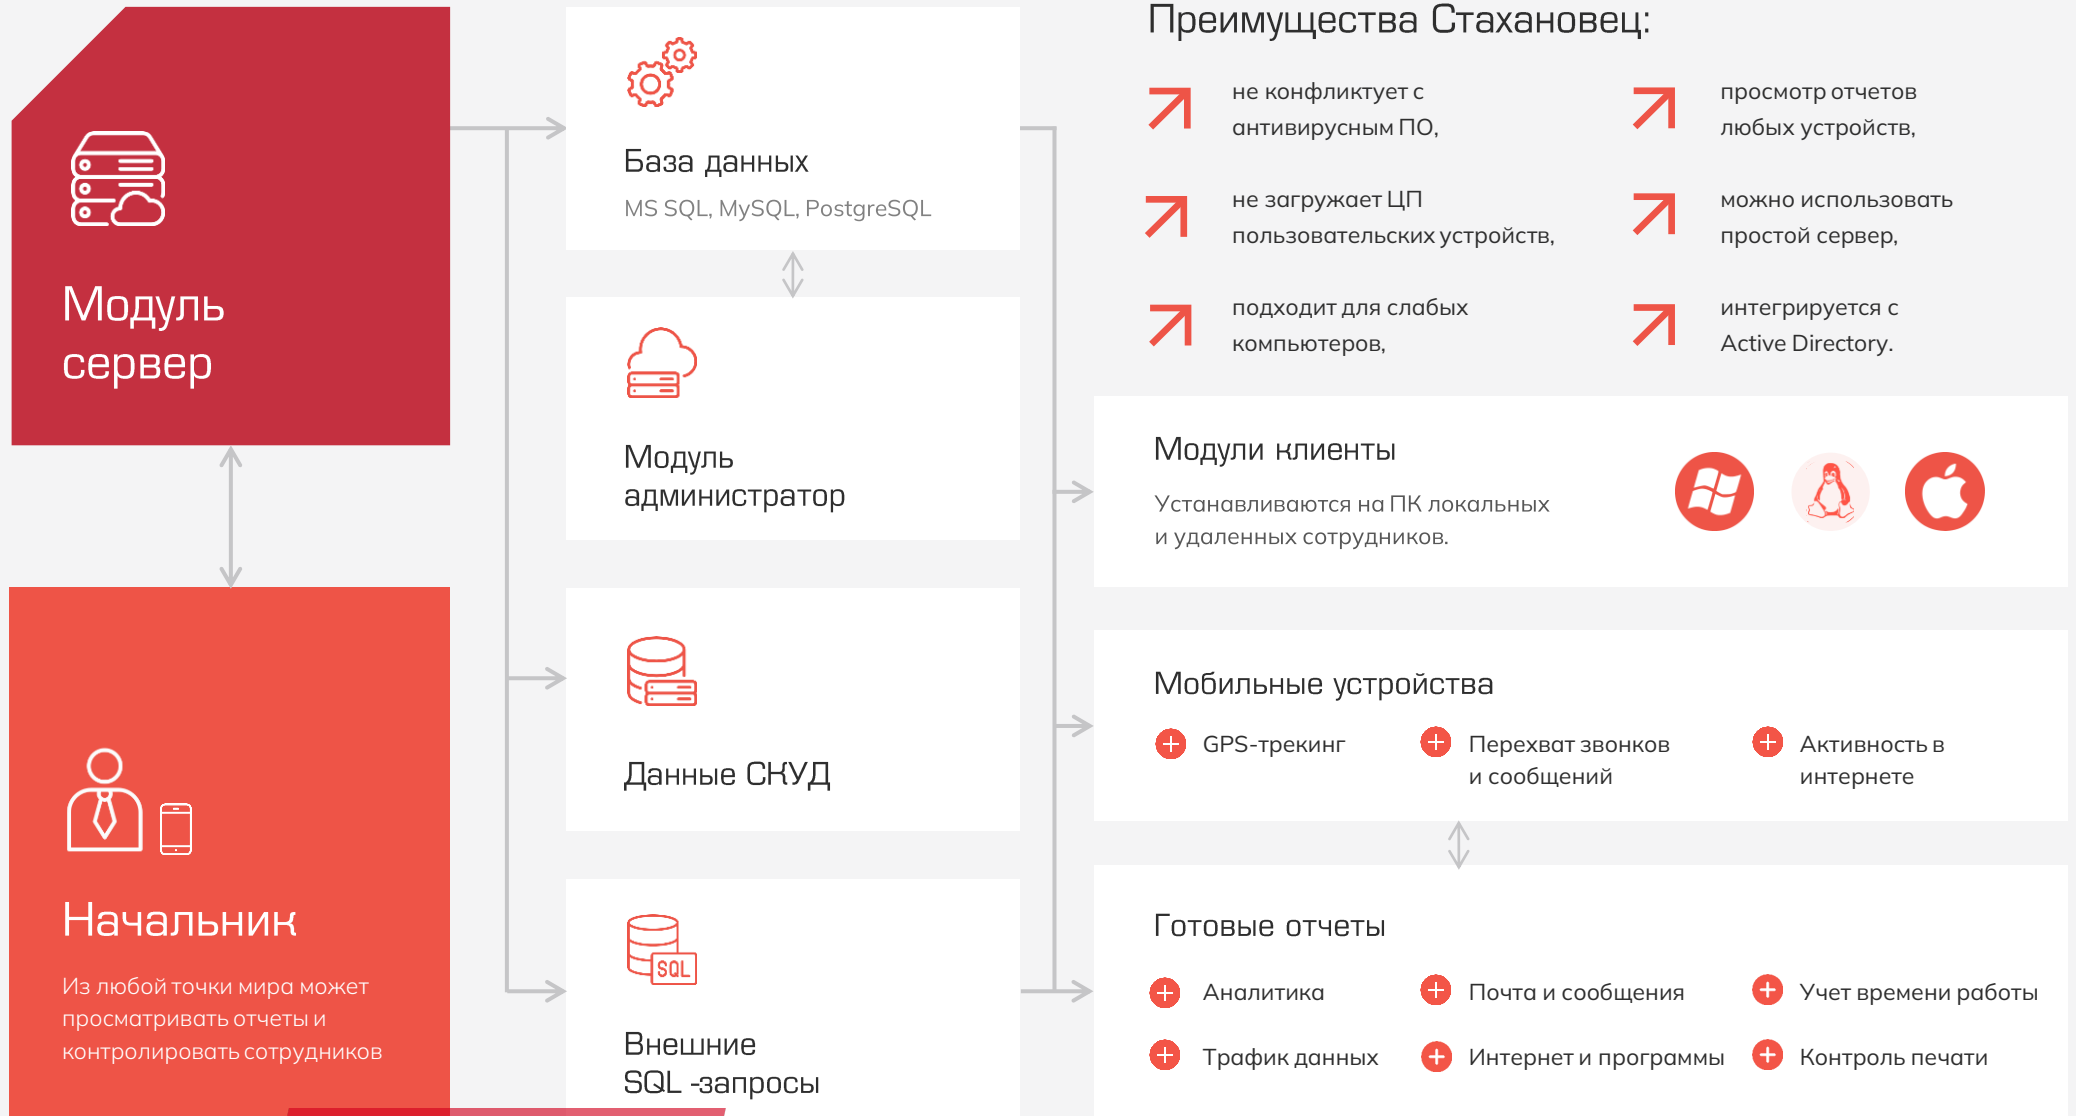 Модуль
сервер
Начальник
Из любой точки мира может
просматривать отчеты и
контролировать сотрудников
База данных
MS SQL, MySQL, PostgreSQL
Модуль
администратор
Данные СКУД
SQL
Внешние
SQL -запросы
Преимущества Стахановец:
не конфликтует с
антивирусным ПО,
не загружает ЦП
пользовательских устройств,
подходит для слабых
компьютеров,
просмотр отчетов
любых устройств,
можно использовать
простой сервер,
интегрируется с
Active Directory.
Модули клиенты
Устанавливаются на ПК локальных
и удаленных сотрудников.
Мобильные устройства
GPS-трекинг
Перехват звонков
и сообщений
Активность в
интернете
Готовые отчеты
Аналитика
Почта и сообщения
Учет времени работы
Трафик данных
Интернет и программы
Контроль печати